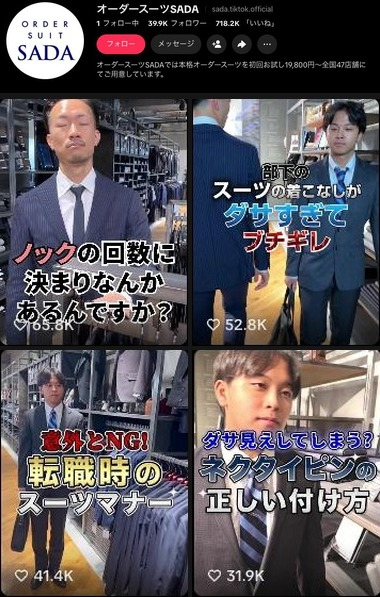 ORDER
SUIT
SADA
オーダースーツSADA
sada.tiktok.official
1 フォロー中 39.9K フォロワー 718.2K 「いいね」
フォロー
メッセージ
オーダースーツSADAでは本格オーダースーツを初回お試し19,800円〜全国47店舗に
てご用意しています。
ノックの回数に
決まりなんか
あるんですか?
65.8K
部下の
スーツの着こなしが
ダサすぎて
ブチギレ
52.8K
意外とNG!
転職時の
スーツマナー
41.4K
ダサ見えしてしまう?
ネクタイピンの
正しい付け方
31.9K